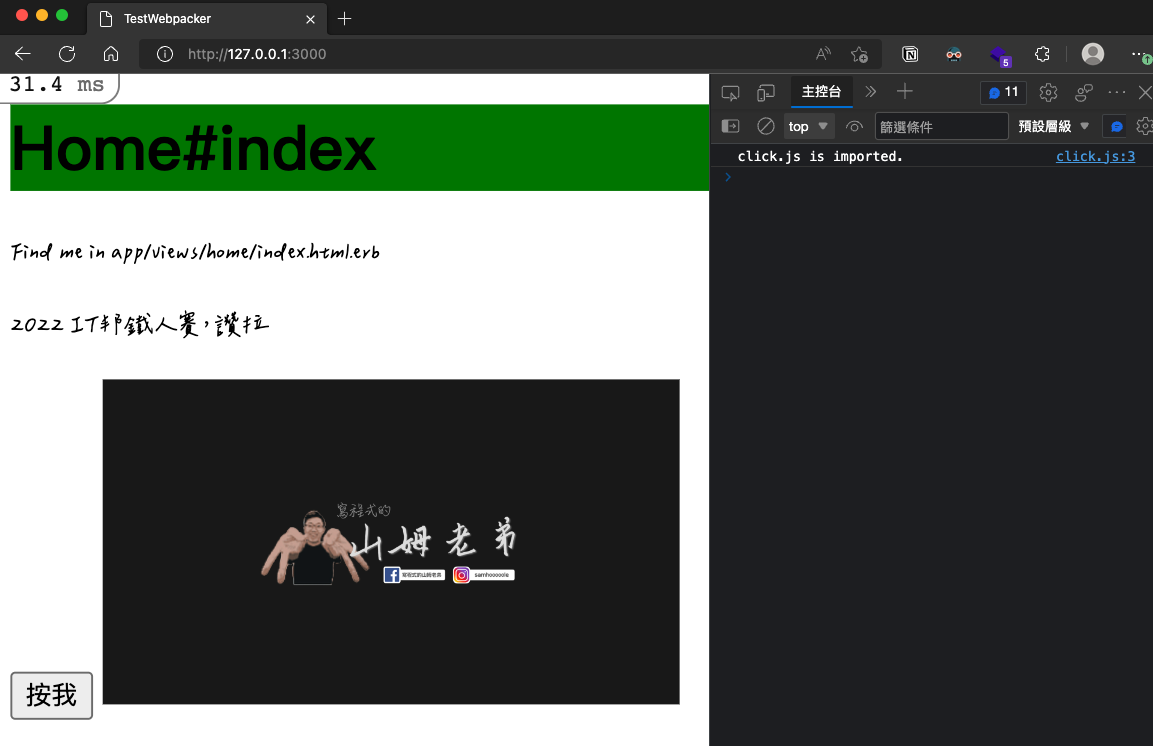 TestWebpacker
http://127.0.0.1:3000
5
31.4 ms
主控台
11
top
篩選條件
預設層級
click.js is imported.
click.js:3
Home#index
Find me in app/views/home/index.html.erb
2022 IT邦鐵人賽,讚拉
寫程式的
山姆老弟
寫程式的山姆老弟
samhooooole
按我